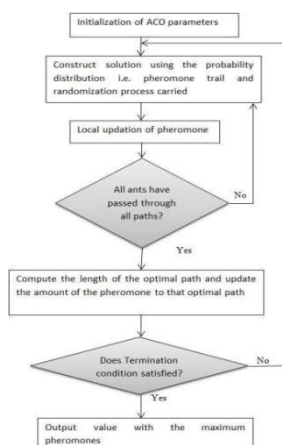 Initialization of ACO parameters
Construct solution using the probability
distribution i.e. pheromone trail and
randomization process carried
Local updation of pheromone
All ants have
passed through
all paths?
No
Yes
Compute the length of the optimal path and update
the amount of the pheromone to that optimal path
Does Termination
condition satisfied?
No
Yes
Output value with the maximum
pheromones